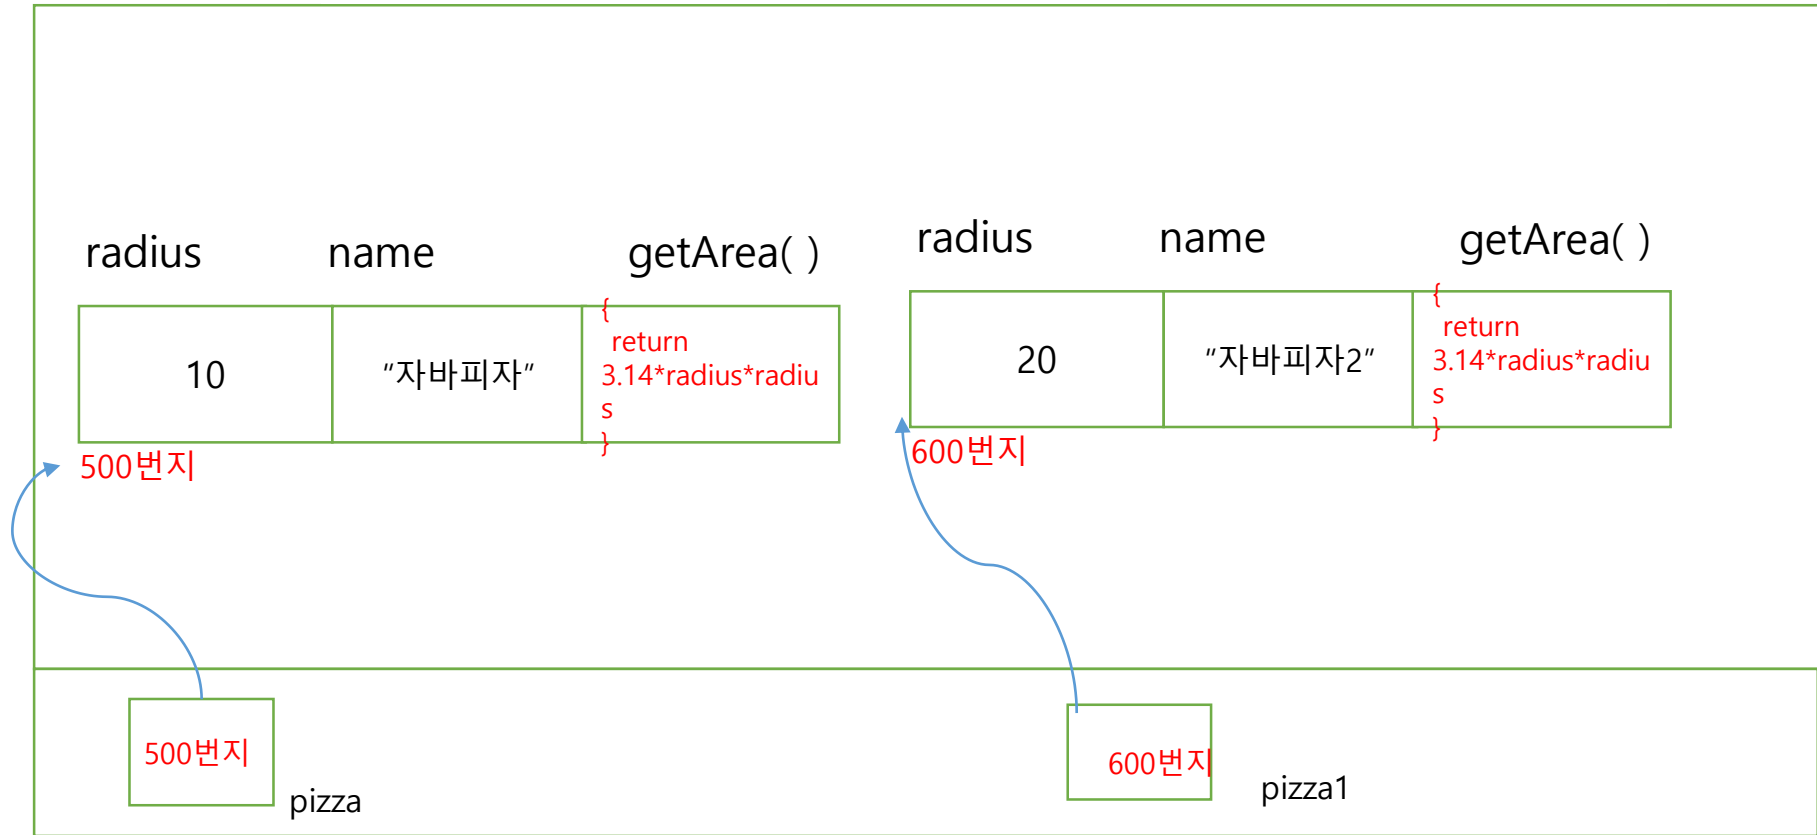 radius name getArea( )
10 “자바피자”
{
return
3.14*radius*radiu
s
}
500번지
radius name getArea( )
20 “자바피자2”
{
return
3.14*radius*radiu
s
}
600번지
500번지
pizza
600번지
pizza1